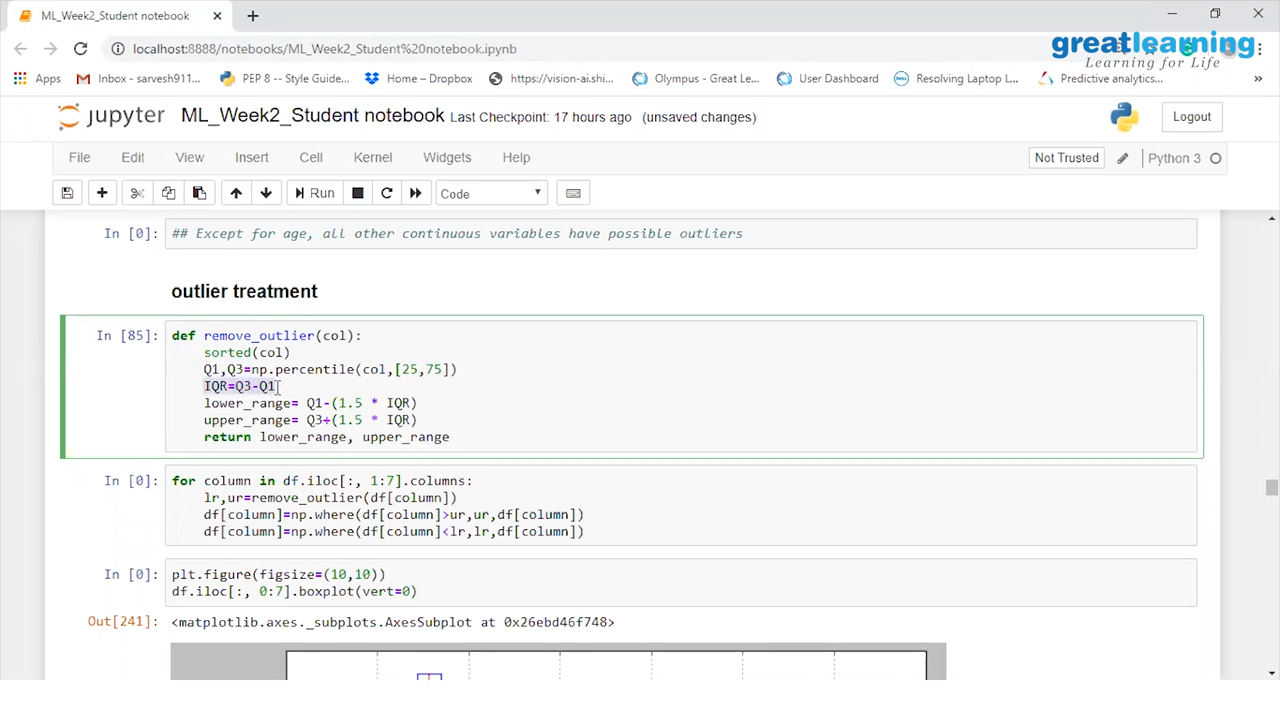 ML_Week2_Student notebook
localhost:8888/notebooks/ML_Week2_Student%20notebook.ipynb
greatlearning
Learning for Life
Apps
Inbox - sarvesh911...
PEP 8 -- Style Guide...
Home – Dropbox
https://vision-ai.shi...
Olympus - Great Le...
User Dashboard
Resolving Laptop L...
Predictive analytics...
»
jupyter
ML_Week2_Student notebook Last Checkpoint: 17 hours ago (unsaved changes)
Logout
File Edit View Insert Cell Kernel Widgets Help
Not Trusted
Python 3
Run
Code
In [0]: ## Except for age, all other continuous variables have possible outliers
outlier treatment
In [85]: def remove_outlier(col):
sorted(col)
Q1,Q3=np.percentile(col,[25,75])
IQR=Q3-Q1
lower_range= Q1-(1.5 * IQR)
upper_range= Q3+(1.5 * IQR)
return lower_range, upper_range
In [0]: for column in df.iloc[:, 1:7].columns:
lr,ur=remove_outlier(df[column])
df[column]=np.where(df[column]>ur,ur,df[column])
df[column]=np.where(df[column]<lr,lr,df[column])
In [0]: plt.figure(figsize=(10,10))
df.iloc[:, 0:7].boxplot(vert=0)
Out[241]: <matplotlib.axes._subplots.AxesSubplot at 0x26ebd46f748>